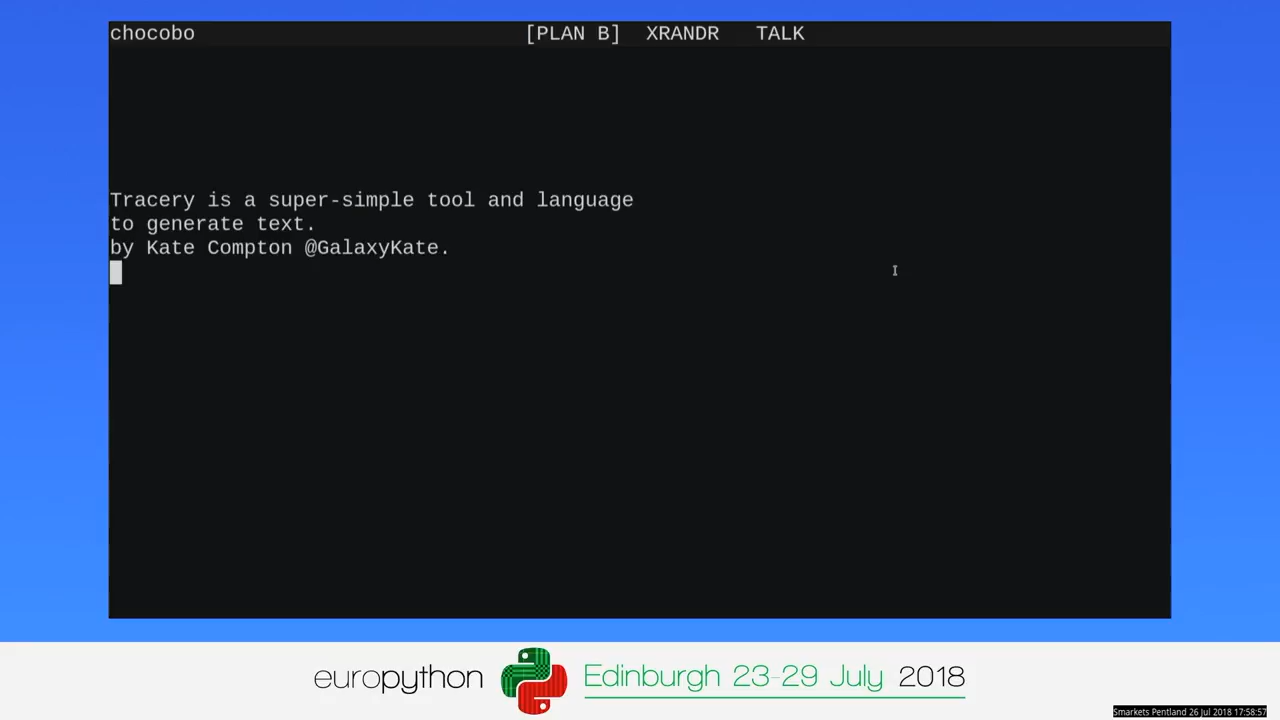 chocobo [PLAN B] XRANDR TALK
Tracery is a super-simple tool and language
to generate text.
by Kate Compton @GalaxyKate.
europython Edinburgh 23-29 July 2018
Smarkets Pentland 26 Jul 2018 17:58:57